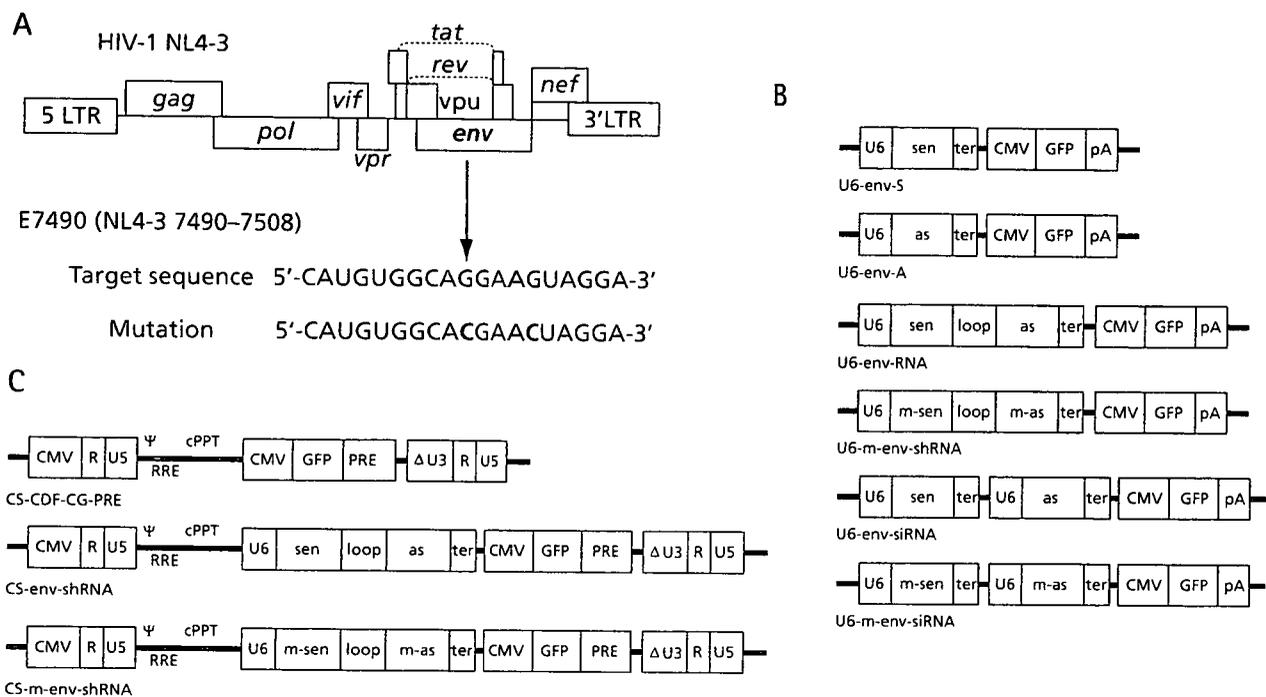 A
HIV-1 NL4-3
5 LTR
gag
pol
vif
vpr
tat
rev
vpu
env
nef
3'LTR
E7490 (NL4-3 7490–7508)
Target sequence 5'-CAUGUGGCAGGAAGUAGGA-3'
Mutation 5'-CAUGUGGCACGAACUAGGA-3'
B
U6 sen ter CMV GFP pA
U6-env-S
U6 as ter CMV GFP pA
U6-env-A
U6 sen loop as ter CMV GFP pA
U6-env-RNA
U6 m-sen loop m-as ter CMV GFP pA
U6-m-env-shRNA
U6 sen ter U6 as ter CMV GFP pA
U6-env-siRNA
U6 m-sen ter U6 m-as ter CMV GFP pA
U6-m-env-siRNA
C
Ψ cPPT
CMV R U5 CMV GFP PRE ΔU3 R U5
RRE
CS-CDF-CG-PRE
Ψ cPPT
CMV R U5 U6 sen loop as ter CMV GFP PRE ΔU3 R U5
RRE
CS-env-shRNA
Ψ cPPT
CMV R U5 U6 m-sen loop m-as ter CMV GFP PRE ΔU3 R U5
RRE
CS-m-env-shRNA